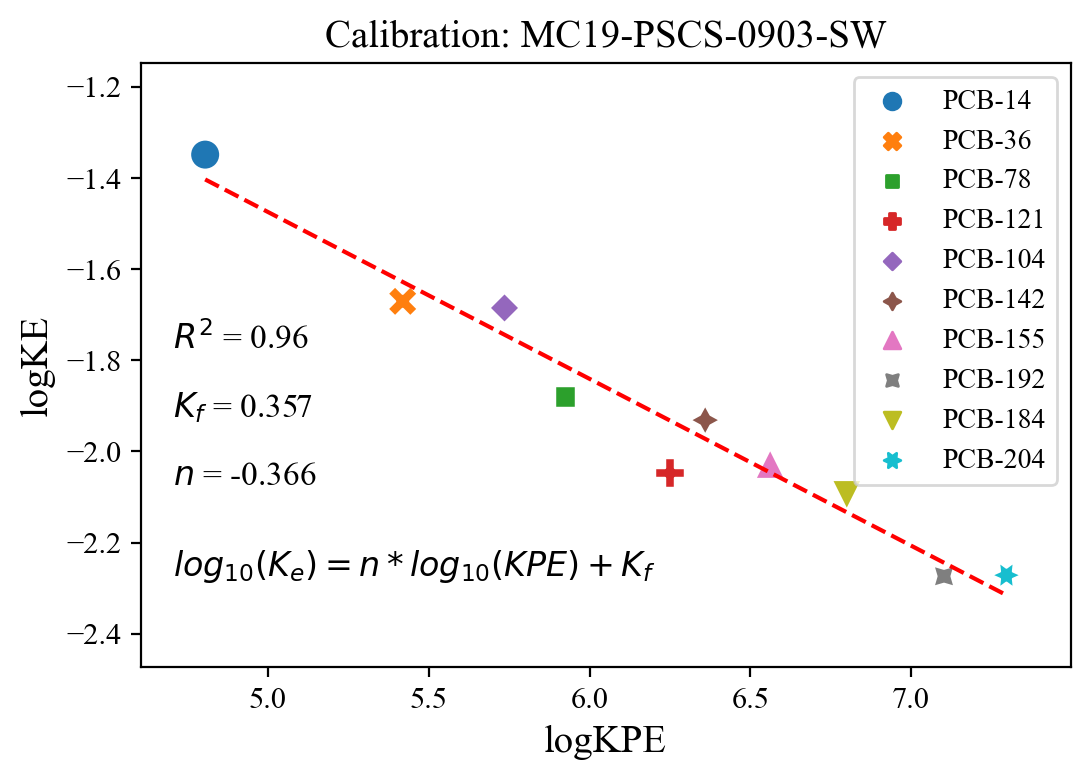 Calibration: MC19-PSCS-0903-SW
logKE
−1.2
−1.4
−1.6
−1.8
−2.0
−2.2
−2.4
R² = 0.96
K_f = 0.357
n = -0.366
log₁₀(K_e) = n * log₁₀(KPE) + K_f
PCB-14
PCB-36
PCB-78
PCB-121
PCB-104
PCB-142
PCB-155
PCB-192
PCB-184
PCB-204
5.0 5.5 6.0 6.5 7.0
logKPE